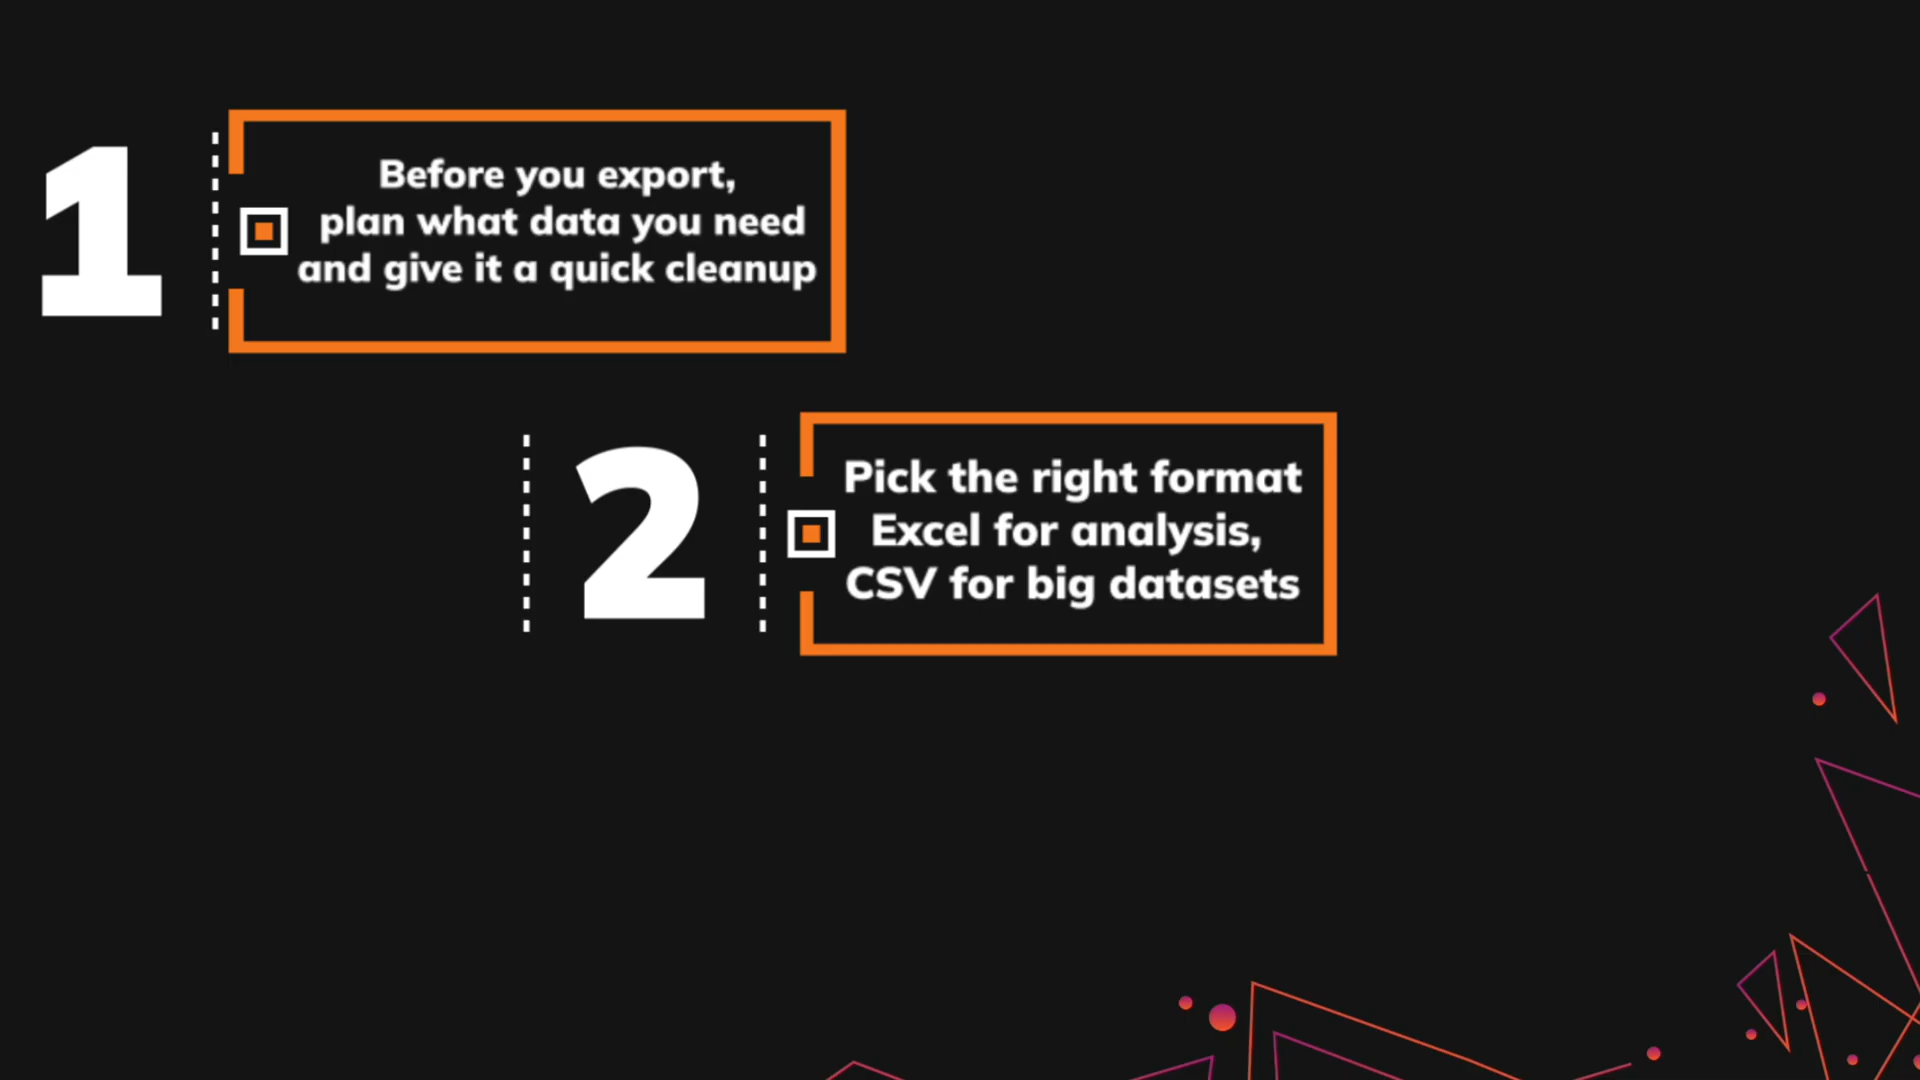 1
Before you export,
plan what data you need
and give it a quick cleanup
2
Pick the right format
Excel for analysis,
CSV for big datasets